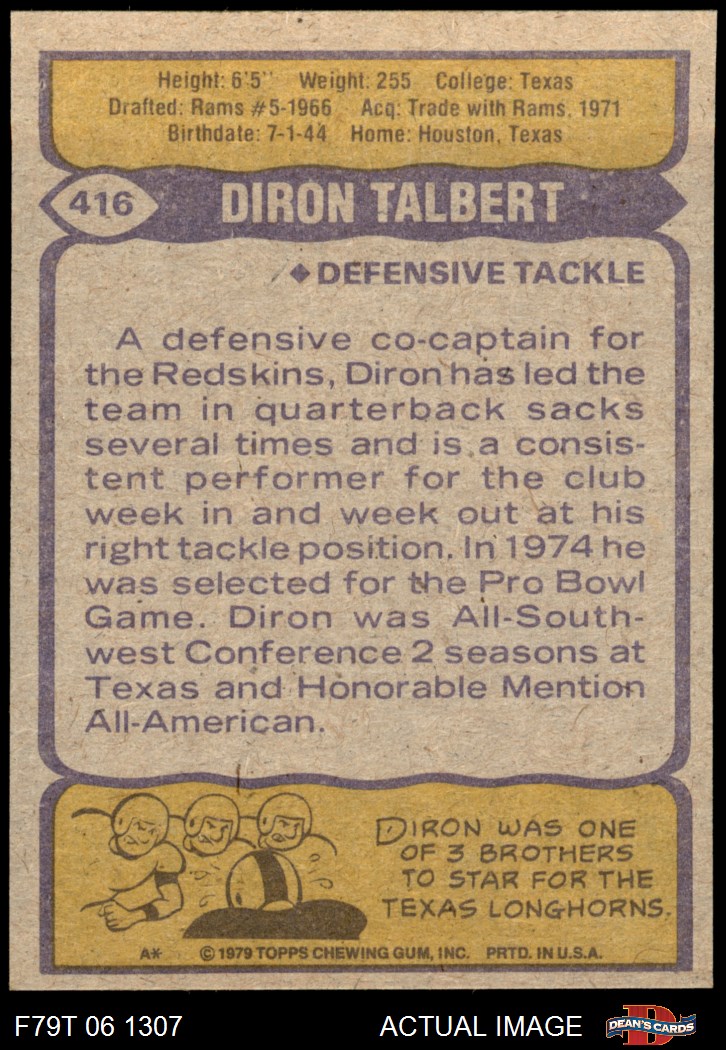 Height: 6'5" Weight: 255 College: Texas
Drafted: Rams #5-1966 Acq: Trade with Rams, 1971
Birthdate: 7-1-44 Home: Houston, Texas
416 DIRON TALBERT
◆DEFENSIVE TACKLE
A defensive co-captain for
the Redskins, Diron has led the
team in quarterback sacks
several times and is a consis-
tent performer for the club
week in and week out at his
right tackle position. In 1974 he
was selected for the Pro Bowl
Game. Diron was All-South-
west Conference 2 seasons at
Texas and Honorable Mention
All-American.
DIRON WAS ONE
OF 3 BROTHERS
TO STAR FOR THE
TEXAS LONGHORNS.
A* © 1979 TOPPS CHEWING GUM, INC. PRTD. IN U.S.A.
F79T 06 1307 ACTUAL IMAGE D DEAN'S CARDS